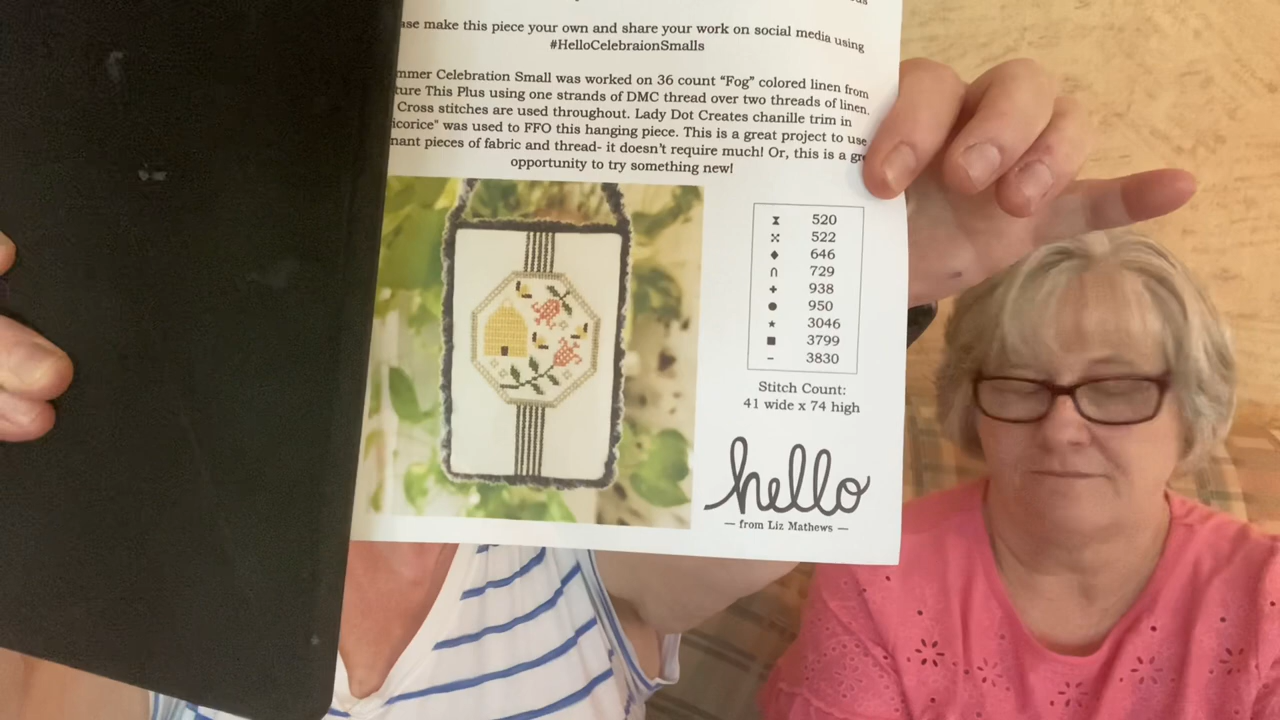 make this piece your own and share your work on social media using
#HelloCelebraionSmalls
Celebration Small was worked on 36 count “Fog” colored linen from
This Plus using one strands of DMC thread over two threads of linen.
Cross stitches are used throughout. Lady Dot Creates chanille trim in
icorice" was used to FFO this hanging piece. This is a great project to use
pieces of fabric and thread- it doesn't require much! Or, this is a
opportunity to try something new!
520
522
646
729
938
950
3046
3799
3830
Stitch Count:
41 wide x 74 high
hello
— from Liz Mathews —